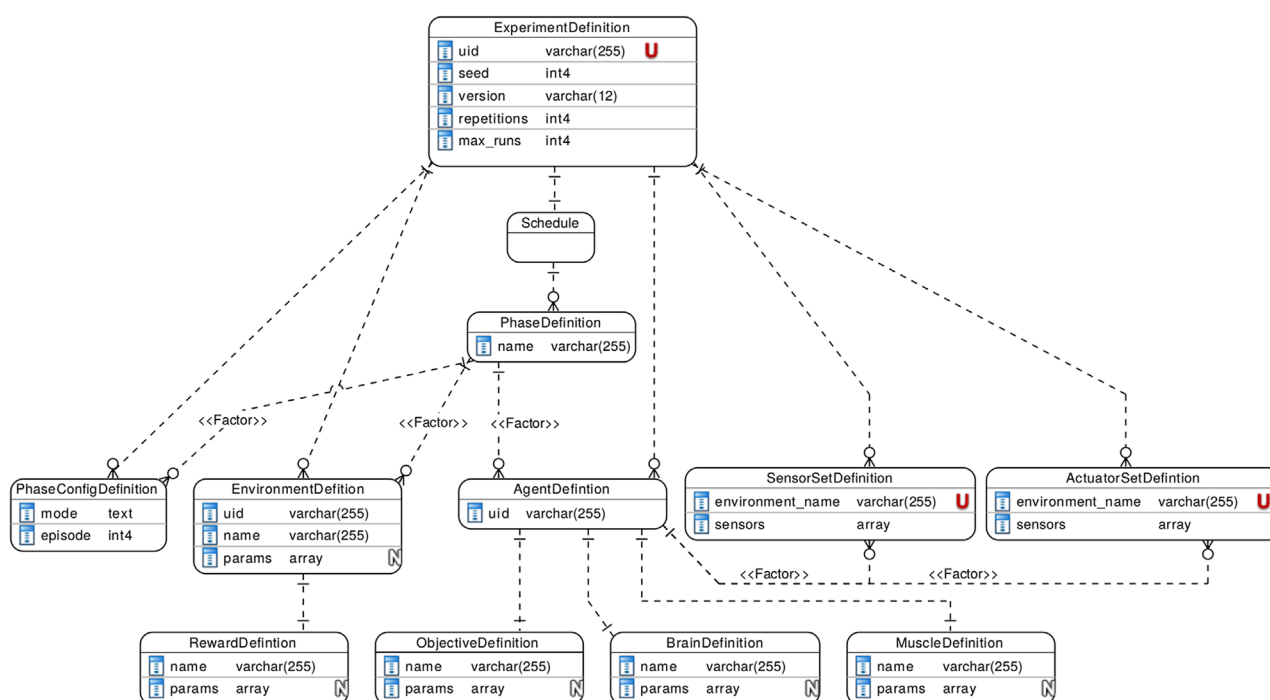 ExperimentDefinition
uid varchar(255) U
seed int4
version varchar(12)
repetitions int4
max_runs int4
Schedule
PhaseDefinition
name varchar(255)
<<Factor>> <<Factor>> <<Factor>>
PhaseConfigDefinition
mode text
episode int4
EnvironmentDefition
uid varchar(255)
name varchar(255)
params array N
AgentDefintion
uid varchar(255)
SensorSetDefinition
environment_name varchar(255) U
sensors array
ActuatorSetDefintion
environment_name varchar(255) U
sensors array
<<Factor>> <<Factor>>
RewardDefintion
name varchar(255)
params array N
ObjectiveDefinition
name varchar(255)
params array N
BrainDefinition
name varchar(255)
params array N
MuscleDefinition
name varchar(255)
params array N